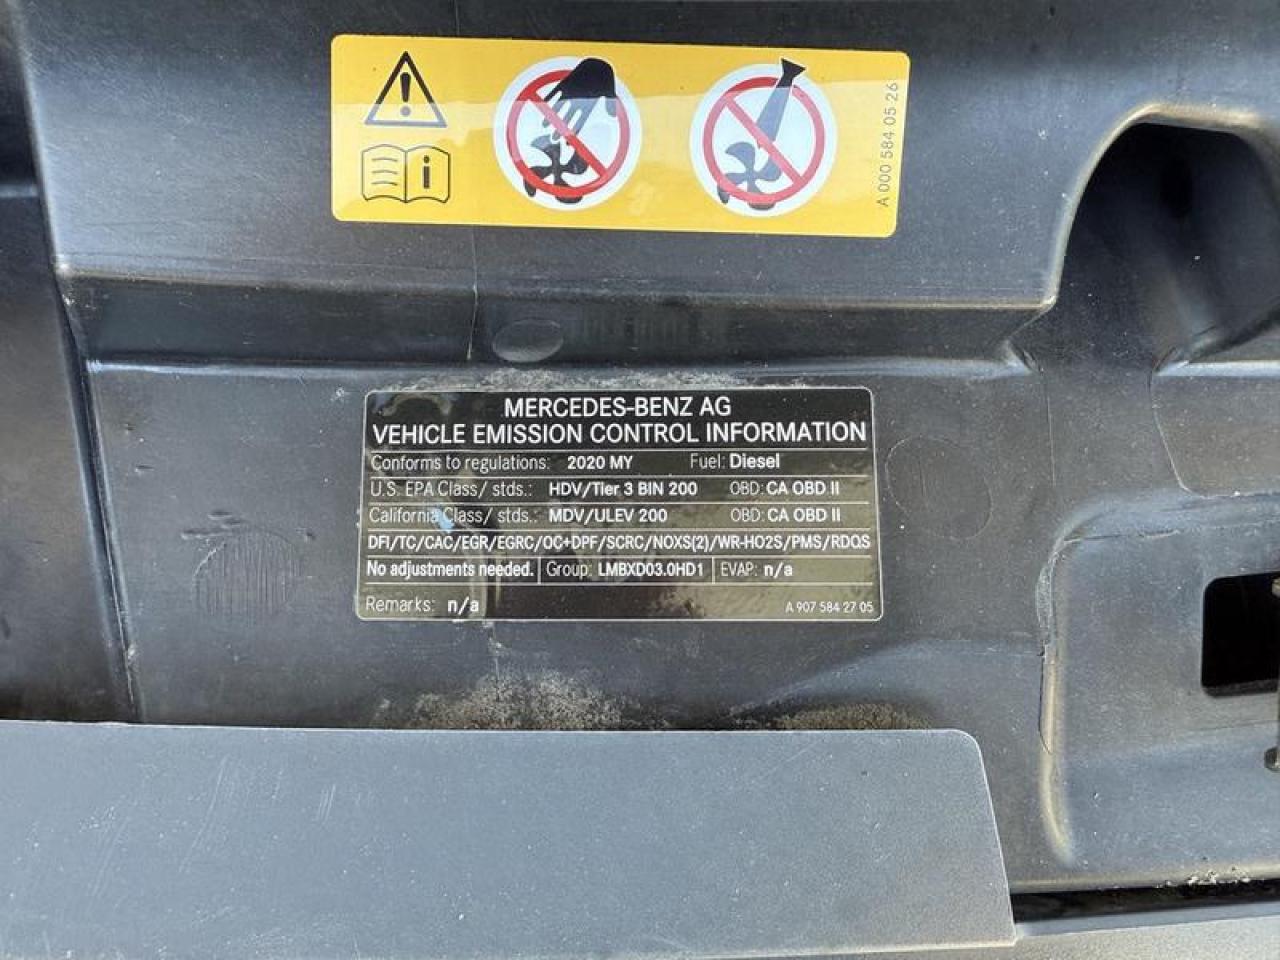 A 000 584 05 26
MERCEDES-BENZ AG
VEHICLE EMISSION CONTROL INFORMATION
Conforms to regulations: 2020 MY Fuel: Diesel
U.S. EPA Class/ stds.: HDV/Tier 3 BIN 200 OBD: CA OBD II
California Class/ stds.: MDV/ULEV 200 OBD: CA OBD II
DFI/TC/CAC/EGR/EGRC/OC+DPF/SCRC/NOXS(2)/WR-HO2S/PMS/RDQS
No adjustments needed. Group: LMBXD03.0HD1 EVAP: n/a
Remarks: n/a A 907 584 27 05